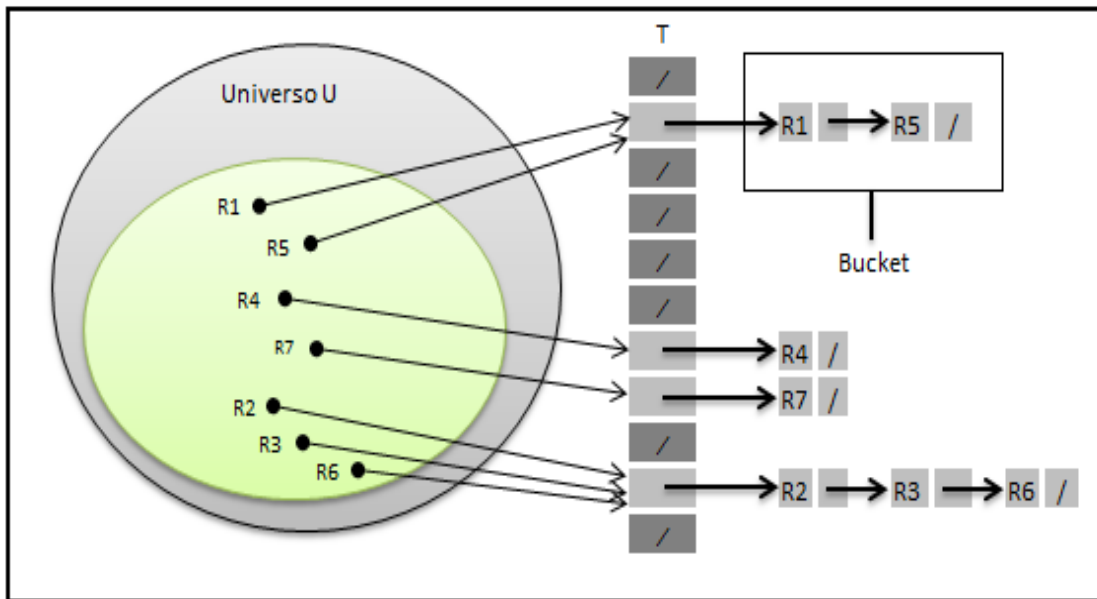 T
/
Universo U
R1 R5 /
/
R1
/
R5
/
Bucket
R4
/
R4 /
R7
R7 /
R2
/
R3
R6
R2 R3 R6 /
/